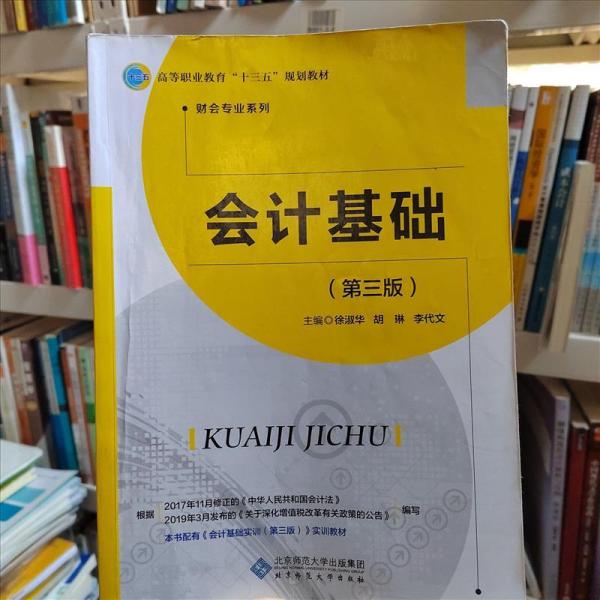 十三五 高等职业教育“十三五”规划教材
财会专业系列
会计基础
（第三版）
主编◎徐淑华 胡 琳 李代文
KUAIJI JICHU
2017年11月修正的《中华人民共和国会计法》
根据 编写
2019年3月发布的《关于深化增值税改革有关政策的公告》
本书配有《会计基础实训（第三版）》实训教材
北京师范大学出版集团
北京师范大学出版社